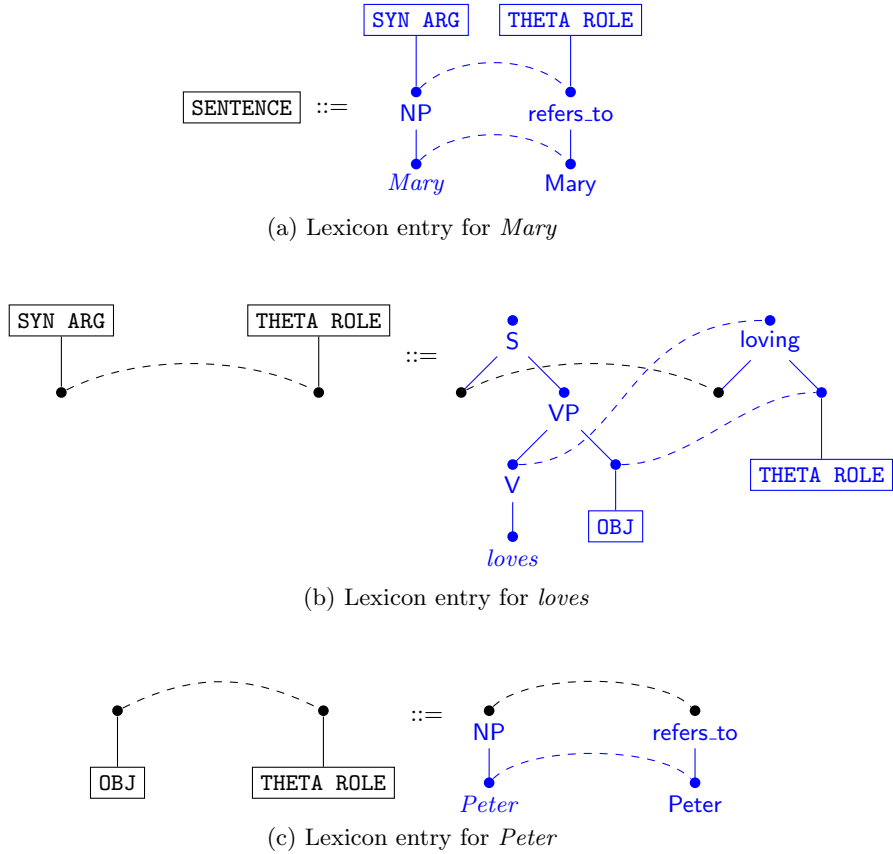 SYN ARG THETA ROLE
SENTENCE ::= NP refers_to
Mary Mary
(a) Lexicon entry for Mary
SYN ARG THETA ROLE ::= S loving
VP
V THETA ROLE
OBJ
loves
(b) Lexicon entry for loves
::= NP refers_to
OBJ THETA ROLE Peter Peter
(c) Lexicon entry for Peter